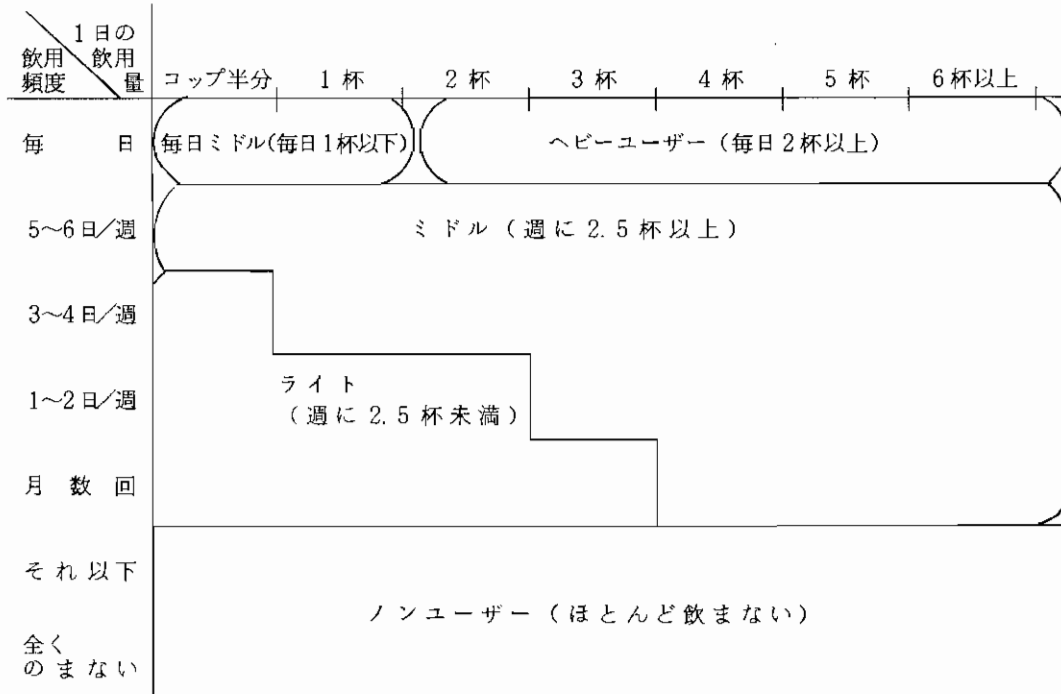 1日の
飲用 飲用
頻度 量
コップ半分 1杯 2杯 3杯 4杯 5杯 6杯以上
毎日 毎日ミドル(毎日1杯以下) ヘビーユーザー(毎日2杯以上)
5〜6日/週 ミドル(週に2.5杯以上)
3〜4日/週
ライト
1〜2日/週 (週に2.5杯未満)
月数回
それ以下
ノンユーザー(ほとんど飲まない)
全く
のまない